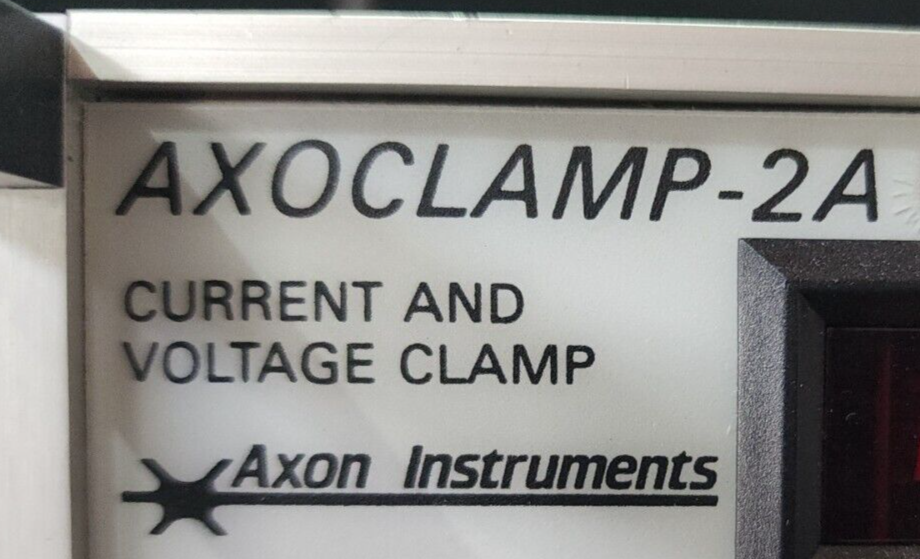 AXOCLAMP-2A
CURRENT AND
VOLTAGE CLAMP
Axon Instruments